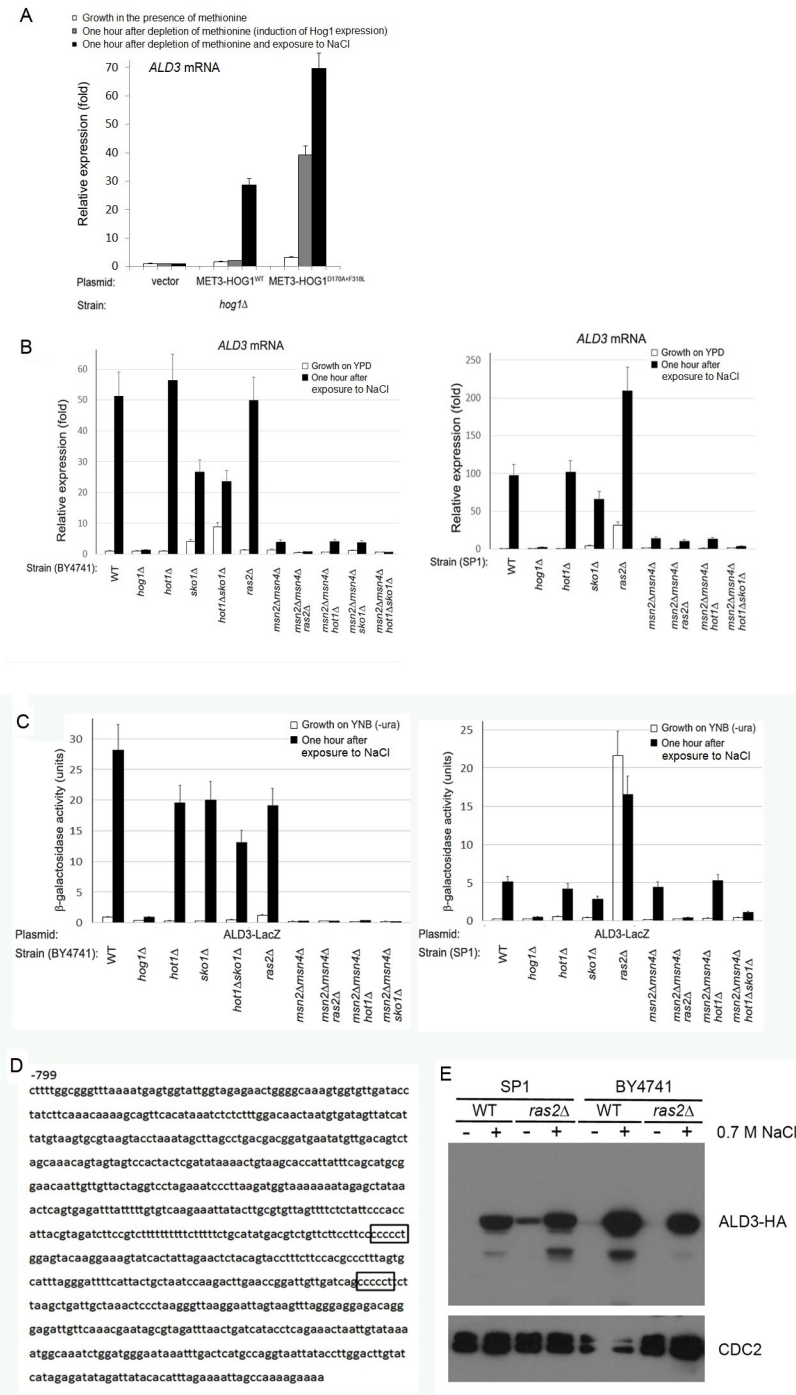 A
Growth in the presence of methionine
One hour after depletion of methionine (induction of Hog1 expression)
One hour after depletion of methionine and exposure to NaCl
ALD3 mRNA
Relative expression (fold)
70
60
50
40
30
20
10
0
Plasmid: vector MET3-HOG1WT MET3-HOG1D170A+F318L
Strain: hog1Δ
B
ALD3 mRNA
Growth on YPD
One hour after
exposure to NaCl
Relative expression (fold)
60
50
40
30
20
10
0
Strain (BY4741):
WT
hog1Δ
hot1Δ
sko1Δ
hot1Δsko1Δ
ras2Δ
msn2Δmsn4Δ
msn2Δmsn4Δ
ras2Δ
msn2Δmsn4Δ
hot1Δ
msn2Δmsn4Δ
sko1Δ
msn2Δmsn4Δ
hot1Δsko1Δ
ALD3 mRNA
Growth on YPD
One hour after
exposure to NaCl
Relative expression (fold)
250
200
150
100
50
0
Strain (SP1):
WT
hog1Δ
hot1Δ
sko1Δ
ras2Δ
msn2Δmsn4Δ
msn2Δmsn4Δ
ras2Δ
msn2Δmsn4Δ
hot1Δ
msn2Δmsn4Δ
hot1Δsko1Δ
C
Growth on YNB (-ura)
One hour after
exposure to NaCl
β-galactosidase activity (units)
30
25
20
15
10
5
0
Plasmid: ALD3-LacZ
Strain (BY4741):
WT
hog1Δ
hot1Δ
sko1Δ
hot1Δsko1Δ
ras2Δ
msn2Δmsn4Δ
msn2Δmsn4Δ
ras2Δ
msn2Δmsn4Δ
hot1Δ
msn2Δmsn4Δ
sko1Δ
Growth on YNB (-ura)
One hour after
exposure to NaCl
β-galactosidase activity (units)
25
20
15
10
5
0
Plasmid: ALD3-LacZ
Strain (SP1):
WT
hog1Δ
hot1Δ
sko1Δ
ras2Δ
msn2Δmsn4Δ
msn2Δmsn4Δ
ras2Δ
msn2Δmsn4Δ
hot1Δ
msn2Δmsn4Δ
hot1Δsko1Δ
D
-799
cttttggcgggtttaaaatgagtggtattggtagagaactggggcaaagtggtgttgatacc
tatcttcaaacaaaagcagttcacataaatctctctttggacaactaatgtgatagttatcat
tatgtaagtgcgtaagtacctaaatagcttagcctgacgacggatgaatatgttgacagtct
agcaaacagtagtagtccactactcgatataaaactgtaagcaccattatttcagcatgcg
gaacaattgttgttactaggtcctagaaatcccttaagatggtaaaaaaatagagctataa
actcagtgagattatttttgtgtcaagaaattatacttgcgtgttagttttctctattcccacc
attacgtagatcttccgtctttttttttttctttttctgcatatgacgtctgttcttccttcccccccct
ggagtacaaggaaagtatcactattagaactctacagtacctttcttccacgccctttagtg
catttagggattttcattactgctaatccaagacttgaaccggattgttgatcagcccccctct
taagctgattgctaaactccctaagggttaaggaattagtaagtttagggaggagacaggg
gagattgttcaaacgaatagcgtagatttaactgatcatacctcagaaactaattgtataaa
atggcaaatctggatgggaataaatttgactcatgccaggtaattataccttggacttgtat
catagagatatagattatacacatttagaaaattagccaaaagaaaa
E
SP1 BY4741
WT ras2Δ WT ras2Δ
- + - + - + - + 0.7 M NaCl
ALD3-HA
CDC2